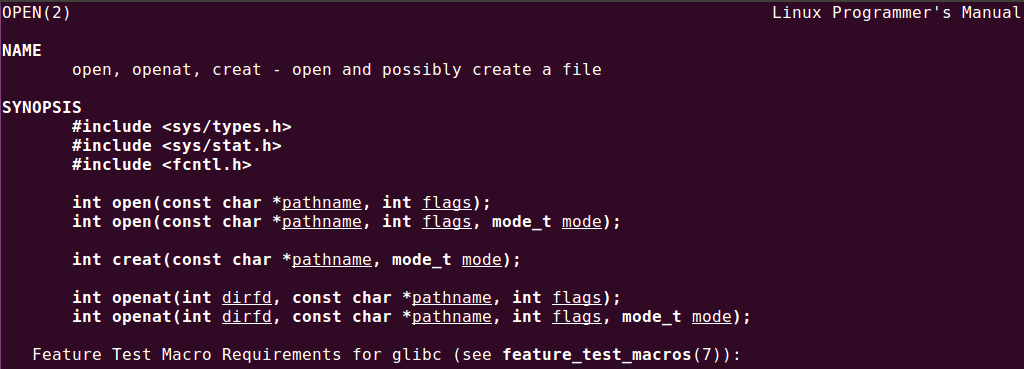 OPEN(2) Linux Programmer's Manual
NAME
open, openat, creat - open and possibly create a file
SYNOPSIS
#include <sys/types.h>
#include <sys/stat.h>
#include <fcntl.h>
int open(const char *pathname, int flags);
int open(const char *pathname, int flags, mode_t mode);
int creat(const char *pathname, mode_t mode);
int openat(int dirfd, const char *pathname, int flags);
int openat(int dirfd, const char *pathname, int flags, mode_t mode);
Feature Test Macro Requirements for glibc (see feature_test_macros(7)):